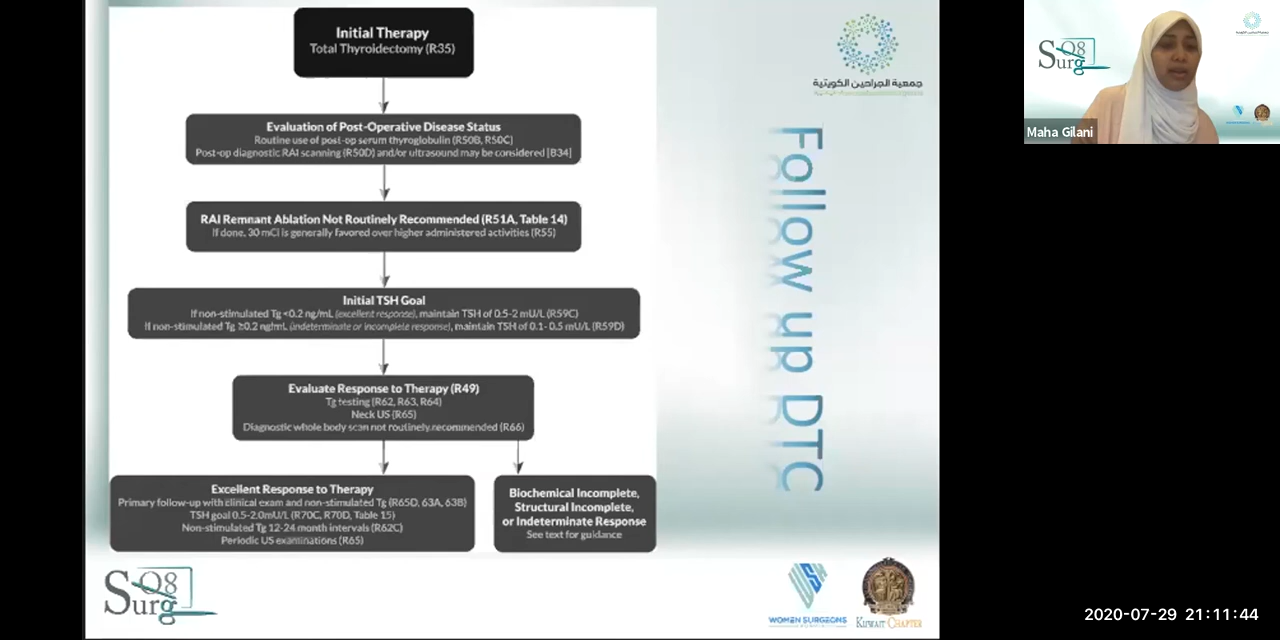 Initial Therapy
Total Thyroidectomy (R35)
Evaluation of Post-Operative Disease Status
Routine use of post-op serum thyroglobulin (R50B, R50C)
Post-op diagnostic RAI scanning (R50D) and/or ultrasound may be considered [B34]
RAI Remnant Ablation Not Routinely Recommended (R51A, Table 14)
If done, 30 mCi is generally favored over higher administered activities (R55)
Initial TSH Goal
If non-stimulated Tg <0.2 ng/mL (excellent response), maintain TSH of 0.5-2 mU/L (R59C)
If non-stimulated Tg ≥0.2 ng/mL (indeterminate or incomplete response), maintain TSH of 0.1- 0.5 mU/L (R59D)
Evaluate Response to Therapy (R49)
Tg testing (R62, R63, R64)
Neck US (R65)
Diagnostic whole body scan not routinely recommended (R66)
Excellent Response to Therapy
Primary follow-up with clinical exam and non-stimulated Tg (R65D, 63A, 63B)
TSH goal 0.5-2.0mU/L (R70C, R70D, Table 15)
Non-stimulated Tg 12-24 month intervals (R62C)
Periodic US examinations (R65)
Biochemical Incomplete,
Structural Incomplete,
or Indeterminate Response
See text for guidance
Follow up DTC
جمعية الجراحين الكويتية
Q8
Surg
WOMEN SURGEONS
KUWAIT CHAPTER
Q8
Surg
Maha Gilani
2020-07-29 21:11:44